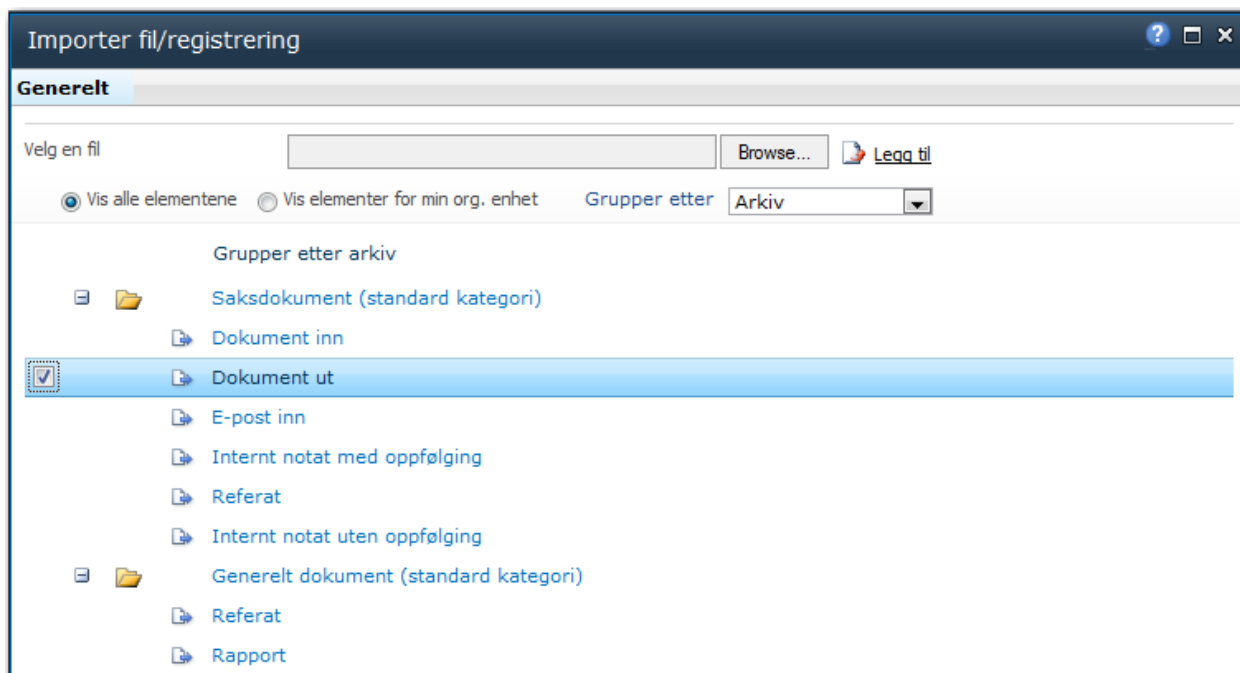 Importer fil/registrering
Generelt
Velg en fil Browse... Legg til
Vis alle elementene Vis elementer for min org. enhet Grupper etter Arkiv
Grupper etter arkiv
Saksdokument (standard kategori)
Dokument inn
Dokument ut
E-post inn
Internt notat med oppfølging
Referat
Internt notat uten oppfølging
Generelt dokument (standard kategori)
Referat
Rapport